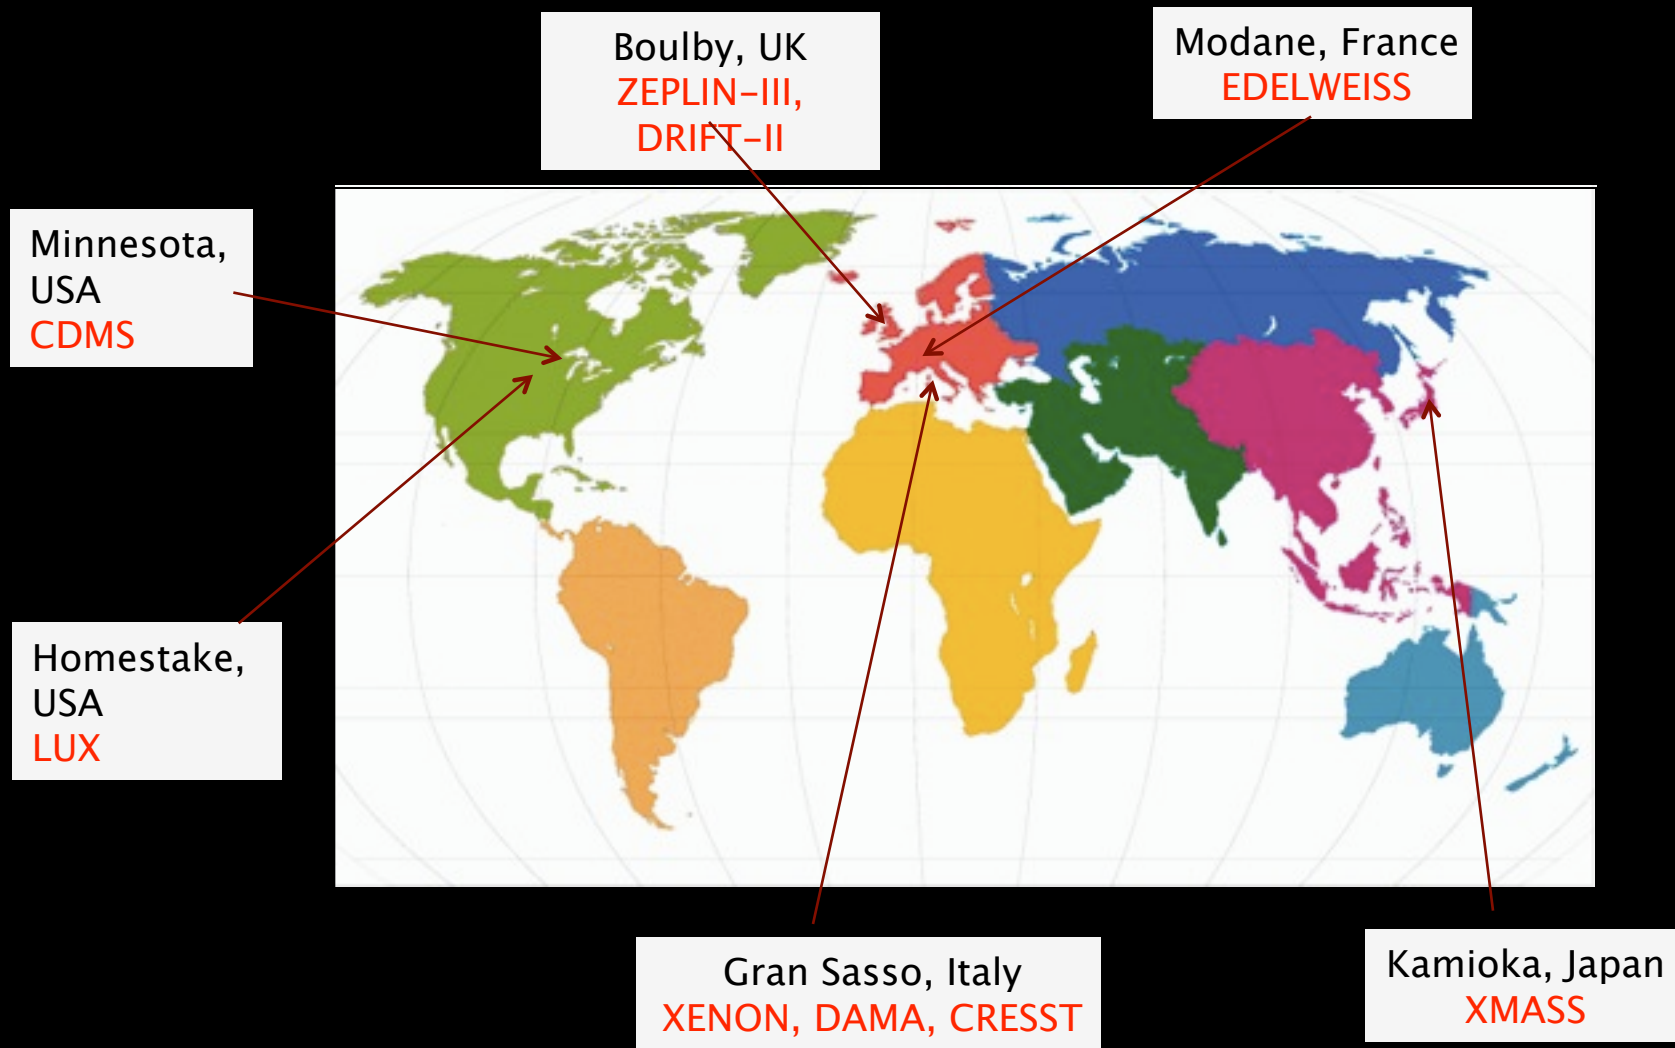 Boulby, UK
ZEPLIN-III,
DRIFT-II
Modane, France
EDELWEISS
Minnesota,
USA
CDMS
Homestake,
USA
LUX
Gran Sasso, Italy
XENON, DAMA, CRESST
Kamioka, Japan
XMASS